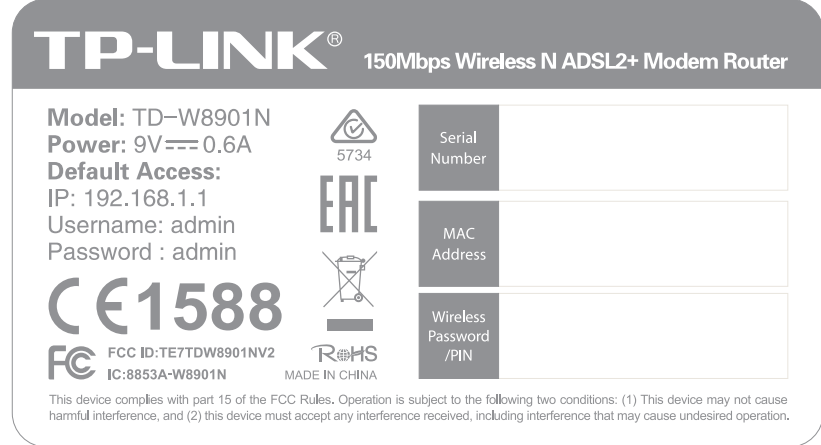 TP-LINK®
150Mbps Wireless N ADSL2+ Modem Router
Model: TD-W8901N
Power: 9V⎓0.6A
Default Access:
IP: 192.168.1.1
Username: admin
Password : admin
5734
EAC
CE1588
FC FCC ID:TE7TDW8901NV2
IC:8853A-W8901N
RoHS
MADE IN CHINA
Serial
Number
MAC
Address
Wireless
Password
/PIN
This device complies with part 15 of the FCC Rules. Operation is subject to the following two conditions: (1) This device may not cause
harmful interference, and (2) this device must accept any interference received, including interference that may cause undesired operation.